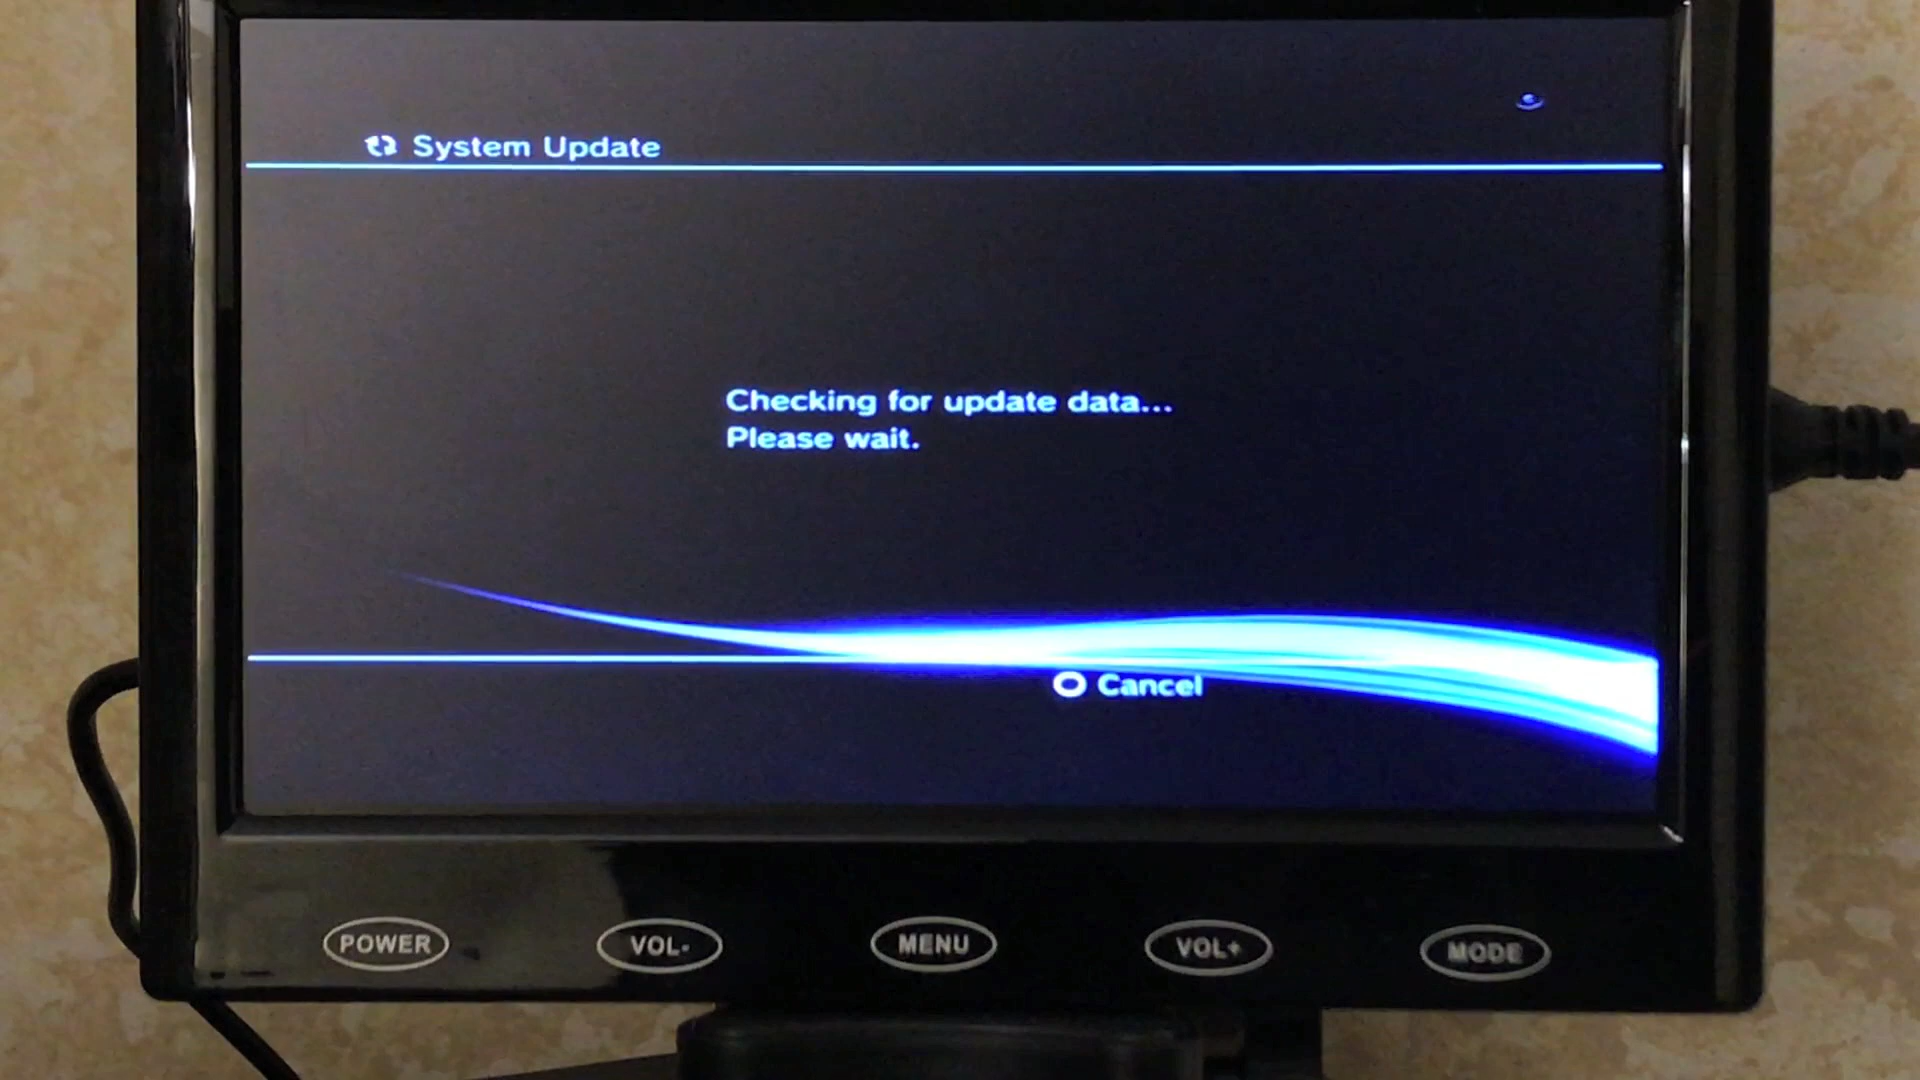 System Update
Checking for update data...
Please wait.
Cancel
POWER
VOL-
MENU
VOL+
MODE